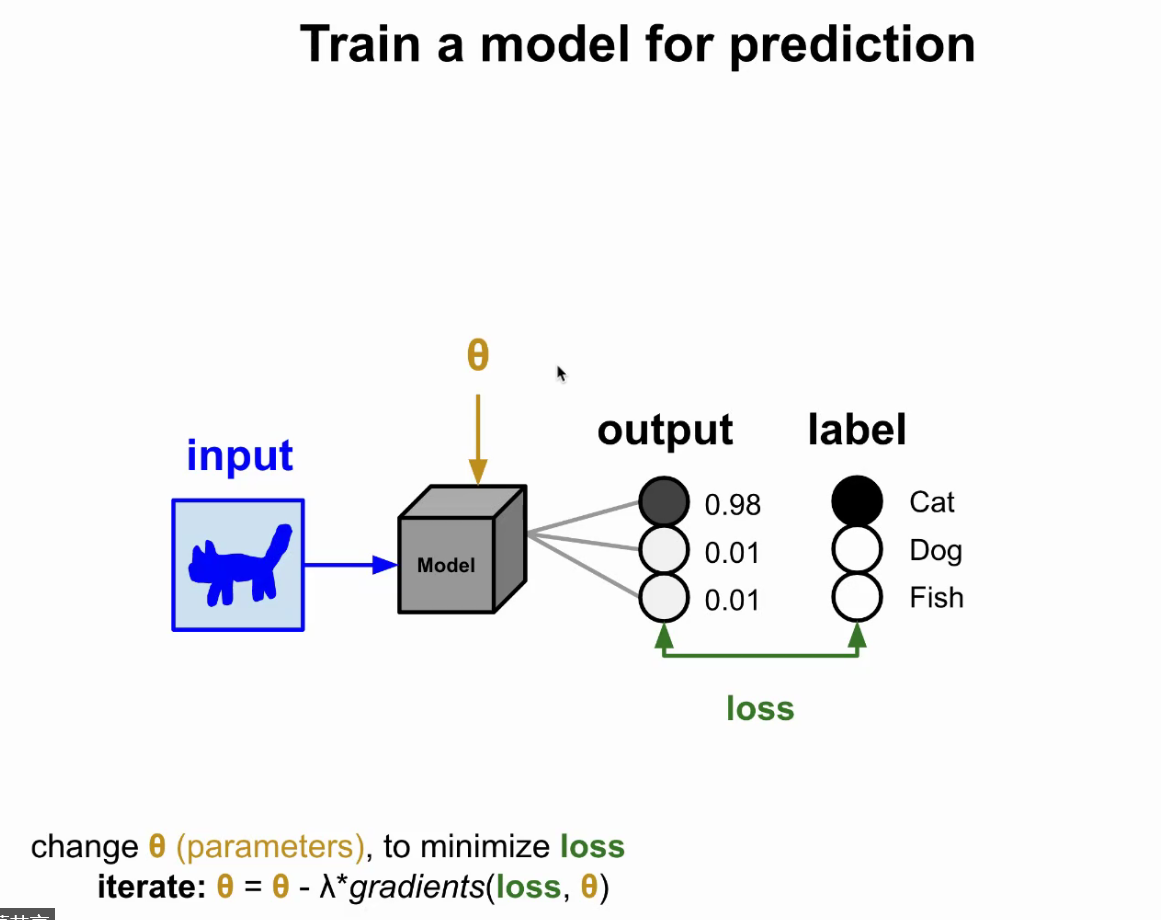 Train a model for prediction
θ
input
output
label
Model
0.98
Cat
0.01
Dog
0.01
Fish
loss
change θ (parameters), to minimize loss
iterate: θ = θ - λ*gradients(loss, θ)